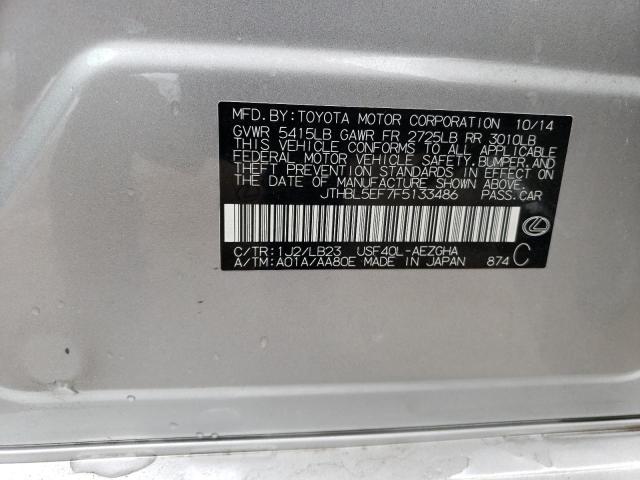 MFD.BY:TOYOTA MOTOR CORPORATION 10/14
GVWR 5415LB GAWR FR 2725LB RR 3010LB
THIS VEHICLE CONFORMS TO ALL APPLICABLE
FEDERAL MOTOR VEHICLE SAFETY,BUMPER,AND
THEFT PREVENTION STANDARDS IN EFFECT ON
THE DATE OF MANUFACTURE SHOWN ABOVE.
JTHBL5EF7F5133486 PASS.CAR
C/TR:1J2/LB23 USF40L-AEZGHA
A/TM:A01A/AA80E MADE IN JAPAN 874 C